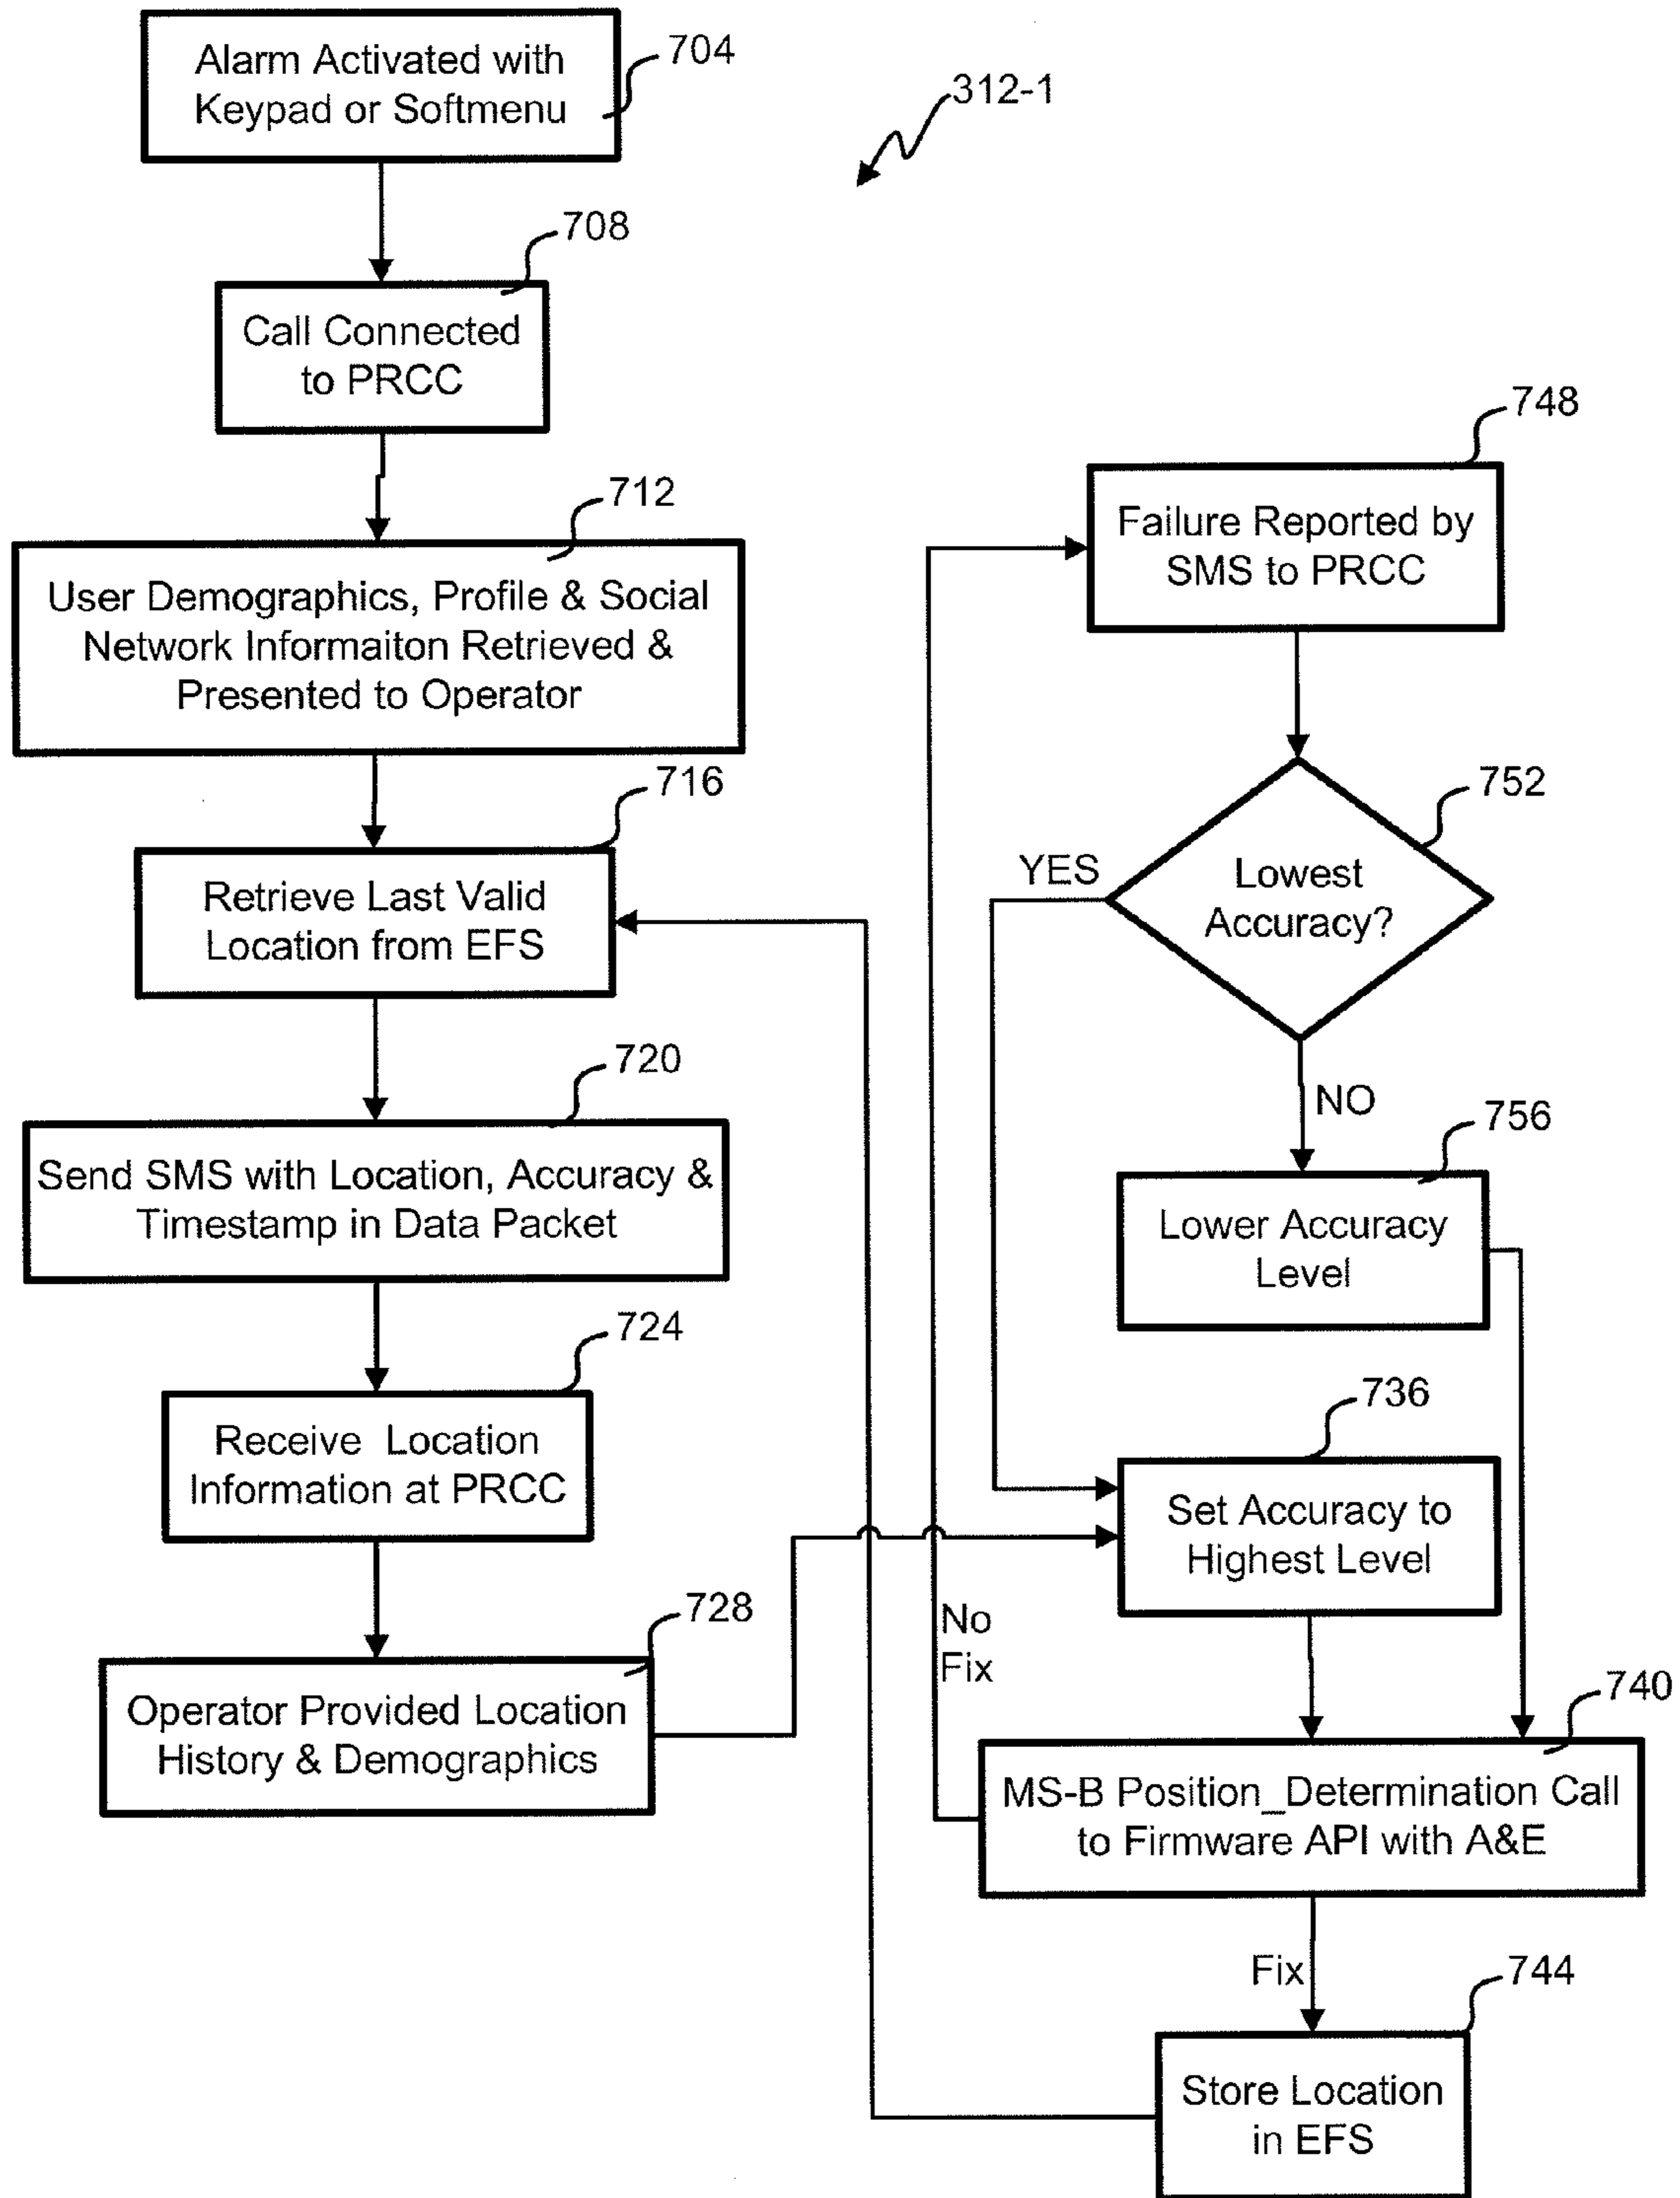 Alarm Activated with
Keypad or Softmenu
704
312-1
708
Call Connected
to PRCC
712
User Demographics, Profile & Social
Network Informaiton Retrieved &
Presented to Operator
716
Retrieve Last Valid
Location from EFS
720
Send SMS with Location, Accuracy &
Timestamp in Data Packet
724
Receive Location
Information at PRCC
728
Operator Provided Location
History & Demographics
748
Failure Reported by
SMS to PRCC
752
YES
Lowest
Accuracy?
NO
756
Lower Accuracy
Level
736
Set Accuracy to
Highest Level
No
Fix
740
MS-B Position_Determination Call
to Firmware API with A&E
Fix
744
Store Location
in EFS